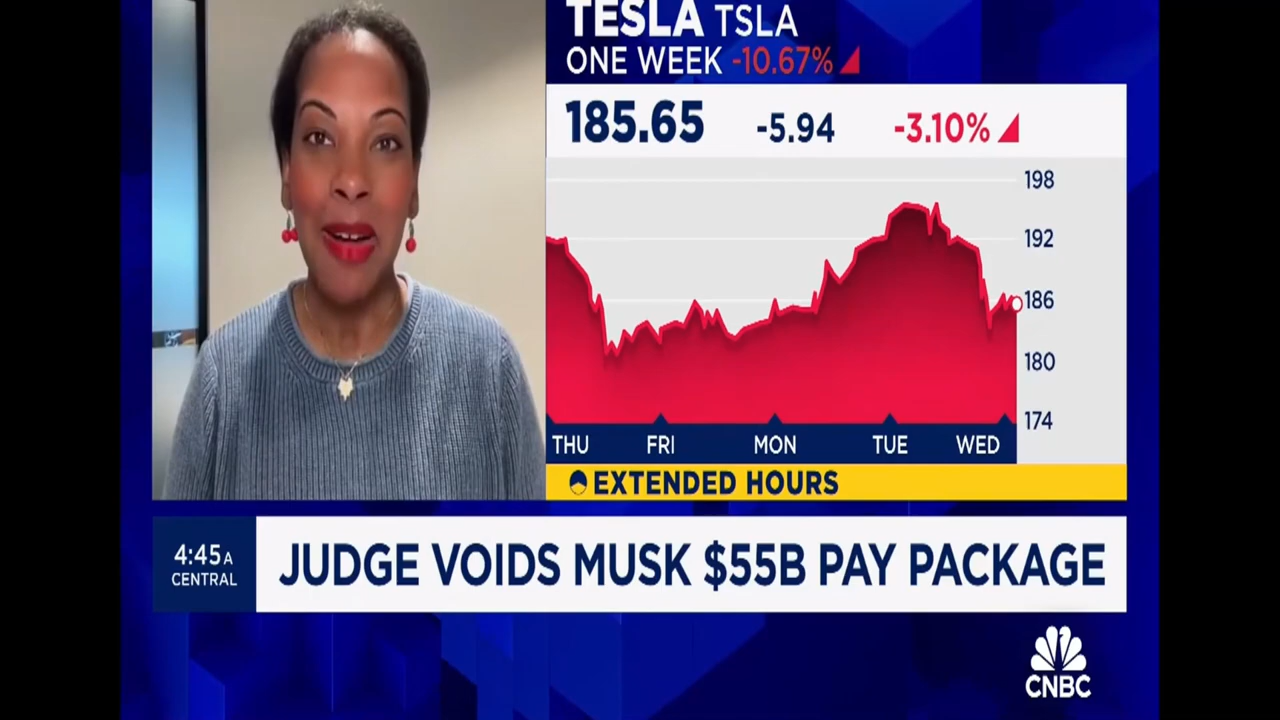 TESLA TSLA
ONE WEEK -10.67%
185.65 -5.94 -3.10%
198
192
186
180
174
THU FRI MON TUE WED
EXTENDED HOURS
4:45A
CENTRAL
JUDGE VOIDS MUSK $55B PAY PACKAGE
CNBC